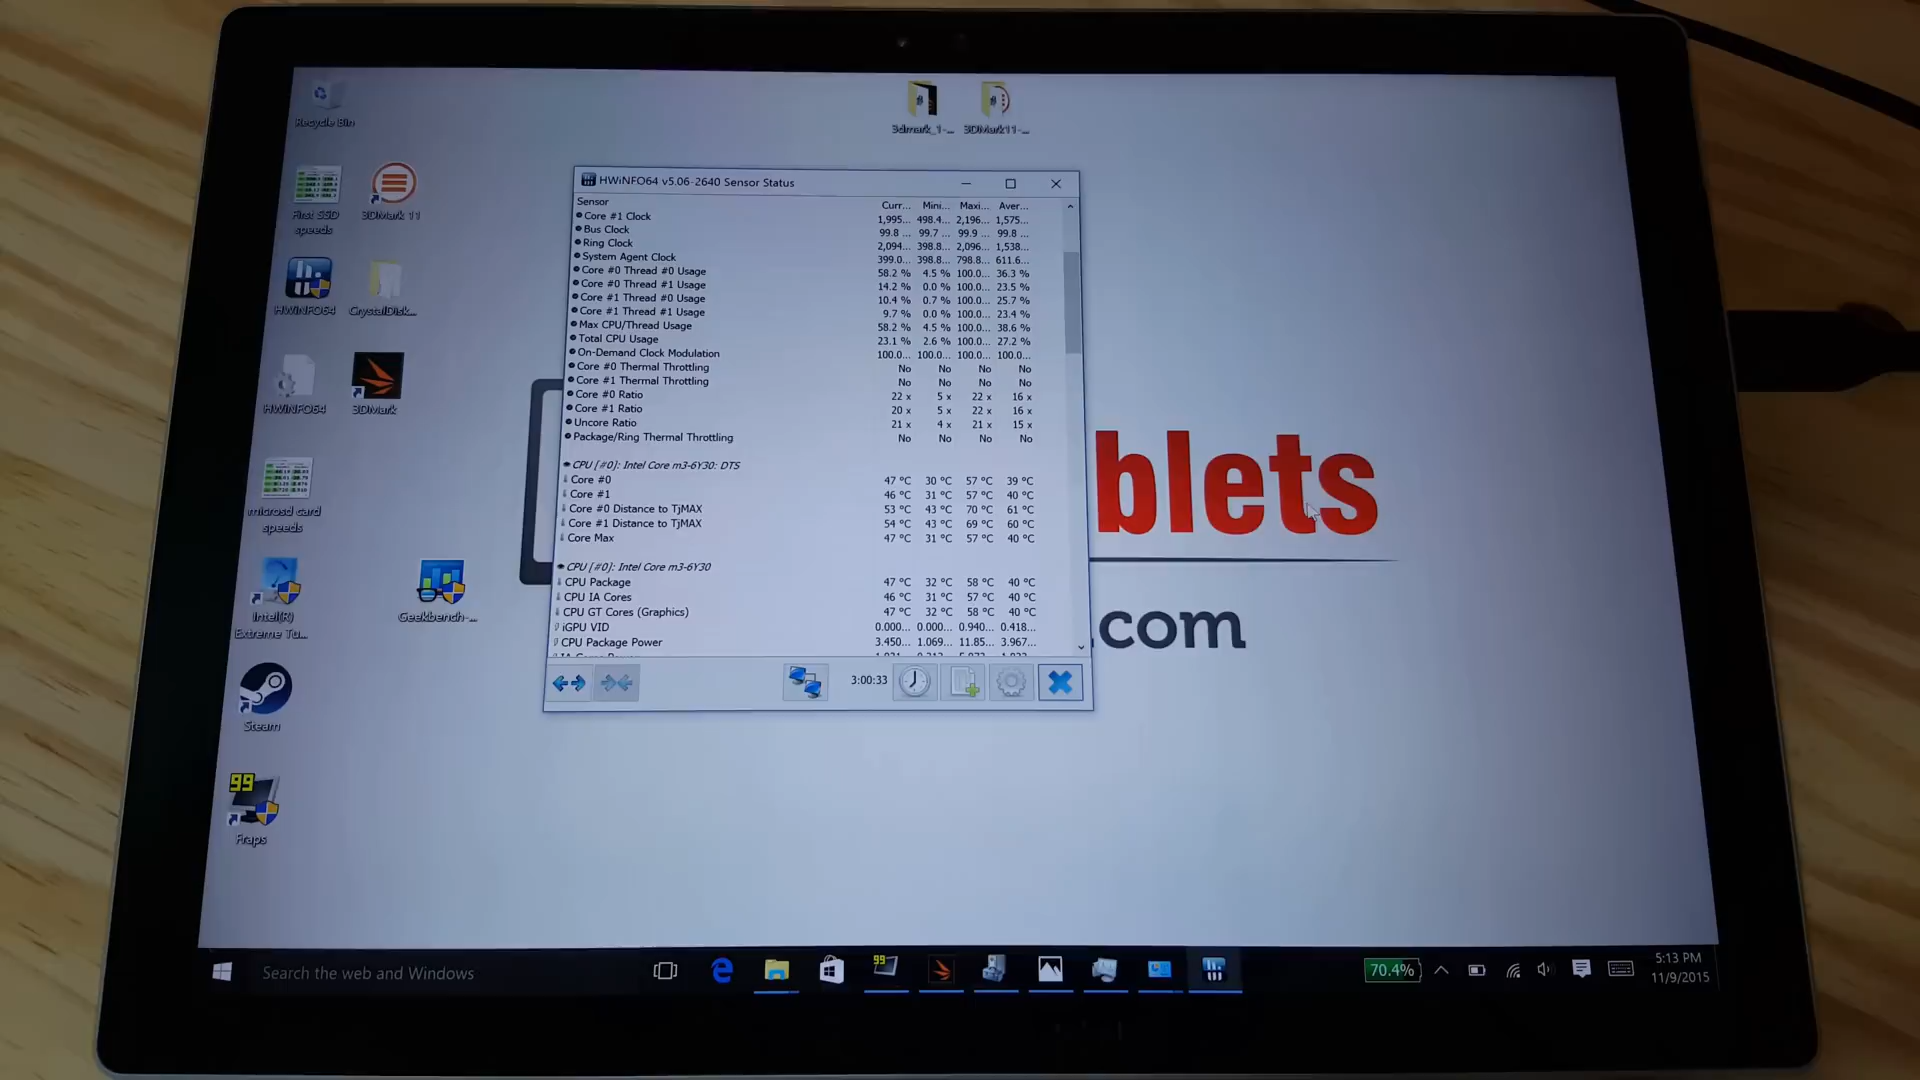 Recycle Bin
3dmark_1-...
3DMark11-...
First SSD
speeds
3DMark 11
HWiNFO64
CrystalDisk...
HWiNFO64
3DMark
microsd card
speeds
Intel(R)
Extreme Tu...
Geekbench-...
Steam
99
Fraps
HWiNFO64 v5.06-2640 Sensor Status
Sensor Curr... Mini... Maxi... Aver...
Core #1 Clock 1,995... 498.4... 2,196... 1,575...
Bus Clock 99.8 ... 99.7 ... 99.9 ... 99.8 ...
Ring Clock 2,094... 398.8... 2,096... 1,538...
System Agent Clock 399.0... 398.8... 798.8... 611.6...
Core #0 Thread #0 Usage 58.2 % 4.5 % 100.0... 36.3 %
Core #0 Thread #1 Usage 14.2 % 0.0 % 100.0... 23.5 %
Core #1 Thread #0 Usage 10.4 % 0.7 % 100.0... 25.7 %
Core #1 Thread #1 Usage 9.7 % 0.0 % 100.0... 23.4 %
Max CPU/Thread Usage 58.2 % 4.5 % 100.0... 38.6 %
Total CPU Usage 23.1 % 2.6 % 100.0... 27.2 %
On-Demand Clock Modulation 100.0... 100.0... 100.0... 100.0...
Core #0 Thermal Throttling No No No No
Core #1 Thermal Throttling No No No No
Core #0 Ratio 22 x 5 x 22 x 16 x
Core #1 Ratio 20 x 5 x 22 x 16 x
Uncore Ratio 21 x 4 x 21 x 15 x
Package/Ring Thermal Throttling No No No No
CPU [#0]: Intel Core m3-6Y30: DTS
Core #0 47 °C 30 °C 57 °C 39 °C
Core #1 46 °C 31 °C 57 °C 40 °C
Core #0 Distance to TjMAX 53 °C 43 °C 70 °C 61 °C
Core #1 Distance to TjMAX 54 °C 43 °C 69 °C 60 °C
Core Max 47 °C 31 °C 57 °C 40 °C
CPU [#0]: Intel Core m3-6Y30
CPU Package 47 °C 32 °C 58 °C 40 °C
CPU IA Cores 46 °C 31 °C 57 °C 40 °C
CPU GT Cores (Graphics) 47 °C 32 °C 58 °C 40 °C
iGPU VID 0.000... 0.000... 0.940... 0.418...
CPU Package Power 3.450... 1.069... 11.85... 3.967...
3:00:33
blets
.com
Search the web and Windows
99
70.4%
5:13 PM
11/9/2015